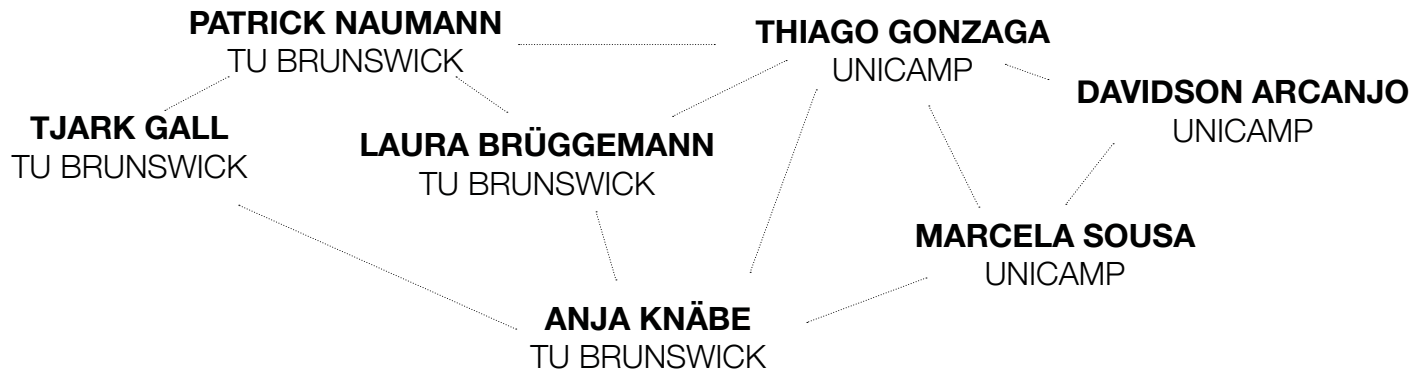 PATRICK NAUMANN
TU BRUNSWICK
THIAGO GONZAGA
UNICAMP
DAVIDSON ARCANJO
UNICAMP
TJARK GALL
TU BRUNSWICK
LAURA BRÜGGEMANN
TU BRUNSWICK
MARCELA SOUSA
UNICAMP
ANJA KNÄBE
TU BRUNSWICK